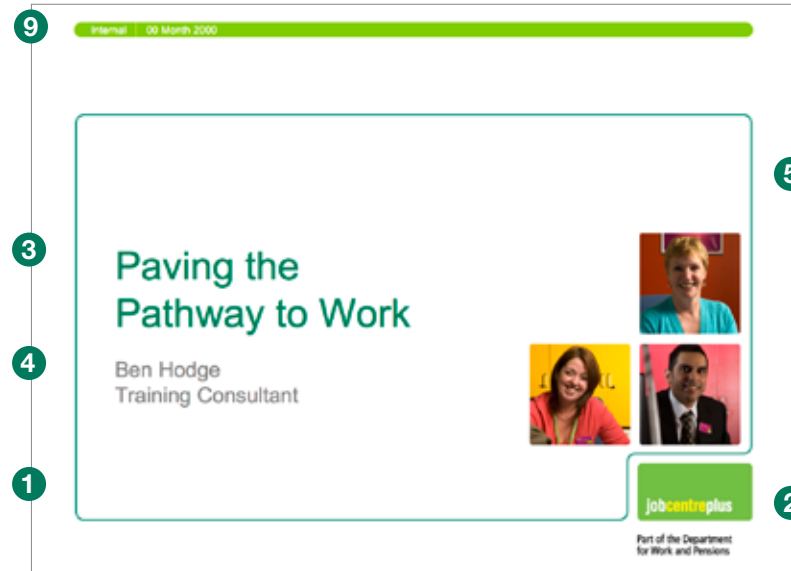 9
Internal 00 Month 2000
5
3
Paving the
Pathway to Work
4
Ben Hodge
Training Consultant
1
jobcentreplus
2
Part of the Department
for Work and Pensions